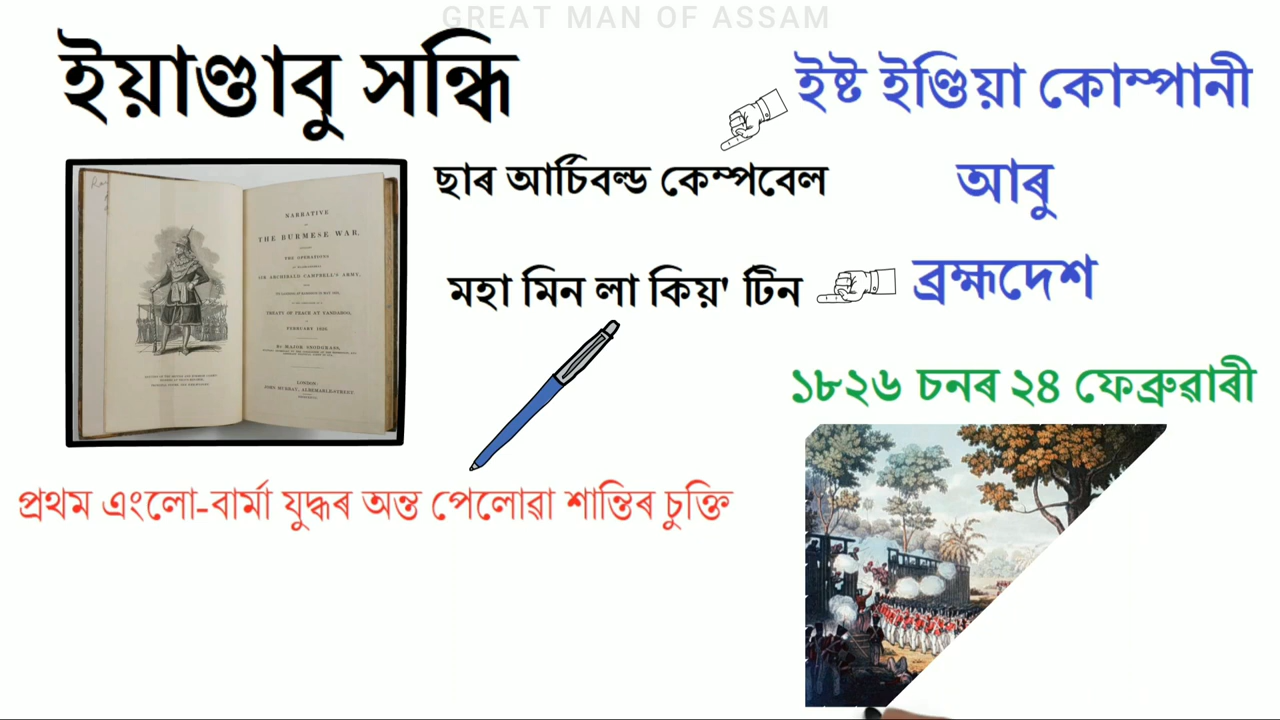 GREAT MAN OF ASSAM
ইয়াণ্ডাবু সন্ধি
ইষ্ট ইণ্ডিয়া কোম্পানী
ছাৰ আৰ্চিবল্ড কেম্পবেল
আৰু
মহা মিন লা কিয়' টিন
ব্ৰহ্মদেশ
১৮২৬ চনৰ ২৪ ফেব্ৰুৱাৰী
NARRATIVE
THE BURMESE WAR,
THE OPERATIONS
SIR ARCHIBALD CAMPBELL'S ARMY,
TREATY OF PEACE AT YANDABOO,
FEBRUARY 1826.
By MAJOR SNODGRASS,
LONDON:
JOHN MURRAY, ALBEMARLE-STREET.
প্ৰথম এংলো-বাৰ্মা যুদ্ধৰ অন্ত পেলোৱা শান্তিৰ চুক্তি